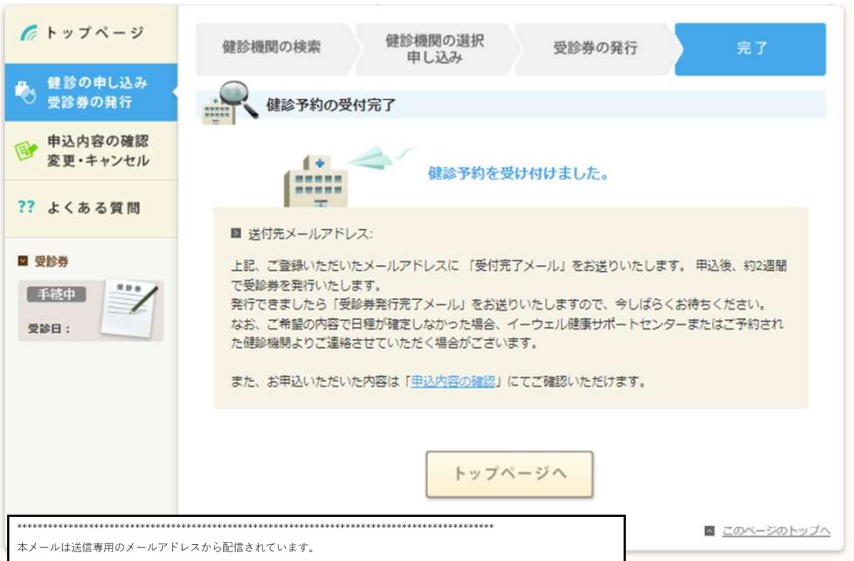 トップページ
健診の申し込み
受診券の発行
申込内容の確認
変更・キャンセル
?? よくある質問
受診券
手続中
受診券
受診日：
健診機関の検索
健診機関の選択
申し込み
受診券の発行
完了
健診予約の受付完了
健診予約を受け付けました。
送付先メールアドレス:
上記、ご登録いただいたメールアドレスに「受付完了メール」をお送りいたします。 申込後、約2週間
で受診券を発行いたします。
発行できましたら「受診券発行完了メール」をお送りいたしますので、今しばらくお待ちください。
なお、ご希望の内容で日程が確定しなかった場合、イーウェル健康サポートセンターまたはご予約され
た健診機関よりご連絡させていただく場合がございます。
また、お申込いただいた内容は「申込内容の確認」にてご確認いただけます。
トップページへ
このページのトップへ
本メールは送信専用のメールアドレスから配信されています。